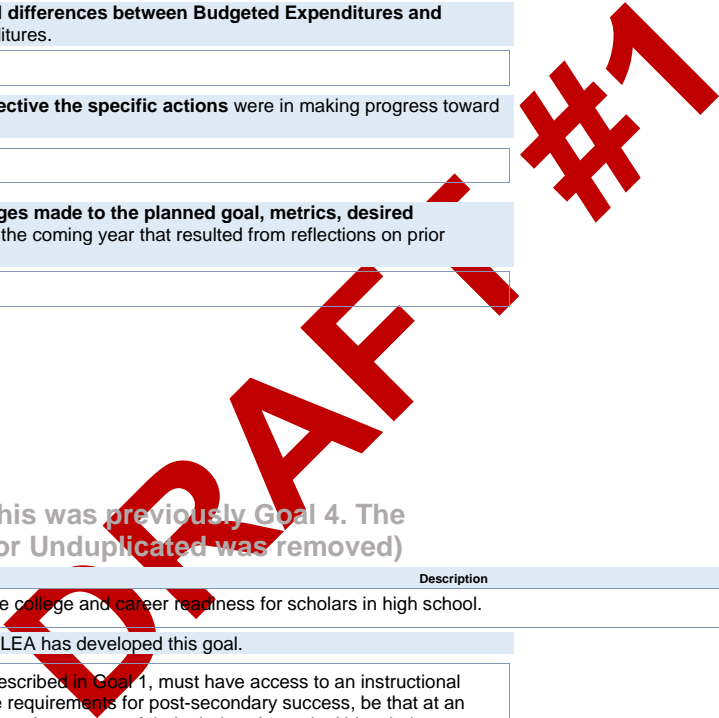 l differences between Budgeted Expenditures and
ditures.
ective the specific actions were in making progress toward
ges made to the planned goal, metrics, desired
the coming year that resulted from reflections on prior
his was previously Goal 4. The
or Unduplicated was removed)
Description
e college and career readiness for scholars in high school.
LEA has developed this goal.
escribed in Goal 1, must have access to an instructional
e requirements for post-secondary success, be that at an
DRAFT #1